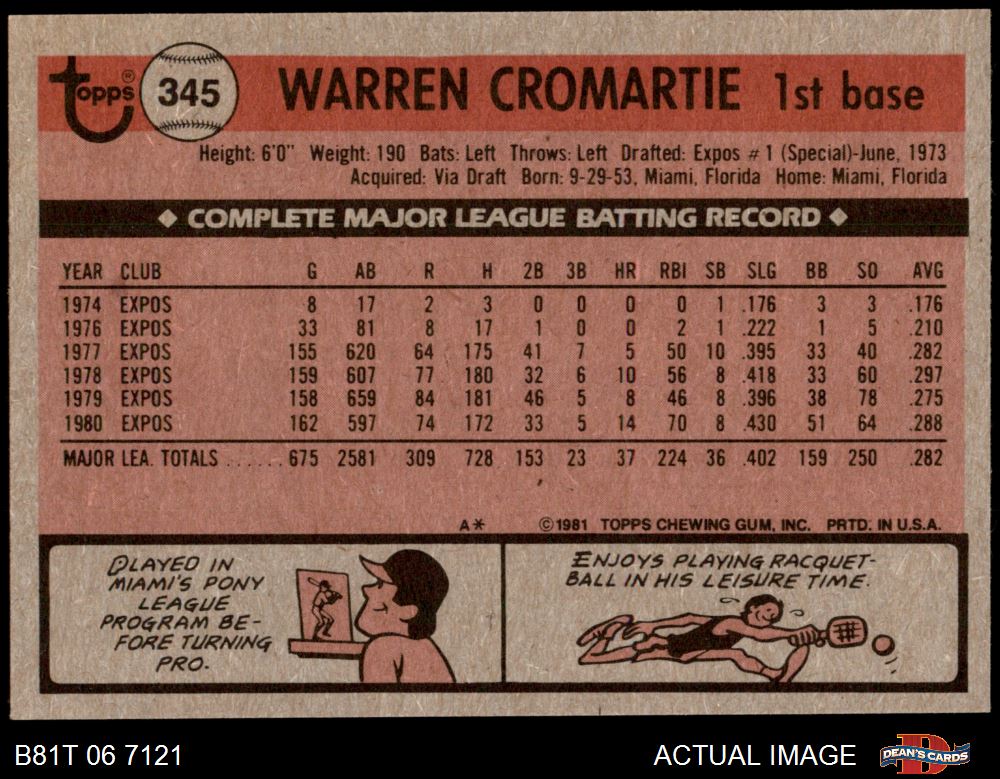 Topps ® 345 WARREN CROMARTIE 1st base
Height: 6'0" Weight: 190 Bats: Left Throws: Left Drafted: Expos #1 (Special)-June, 1973
Acquired: Via Draft Born: 9-29-53, Miami, Florida Home: Miami, Florida
◆ COMPLETE MAJOR LEAGUE BATTING RECORD ◆
YEAR CLUB G AB R H 2B 3B HR RBI SB SLG BB SO AVG
1974 EXPOS 8 17 2 3 0 0 0 0 1 .176 3 3 .176
1976 EXPOS 33 81 8 17 1 0 0 2 1 .222 1 5 .210
1977 EXPOS 155 620 64 175 41 7 5 50 10 .395 33 40 .282
1978 EXPOS 159 607 77 180 32 6 10 56 8 .418 33 60 .297
1979 EXPOS 158 659 84 181 46 5 8 46 8 .396 38 78 .275
1980 EXPOS 162 597 74 172 33 5 14 70 8 .430 51 64 .288
MAJOR LEA. TOTALS ...... 675 2581 309 728 153 23 37 224 36 .402 159 250 .282
A* ©1981 TOPPS CHEWING GUM, INC. PRTD. IN U.S.A.
PLAYED IN
MIAMI'S PONY
LEAGUE
PROGRAM BE-
FORE TURNING
PRO.
ENJOYS PLAYING RACQUET-
BALL IN HIS LEISURE TIME.
B81T 06 7121 ACTUAL IMAGE DEAN'S CARDS